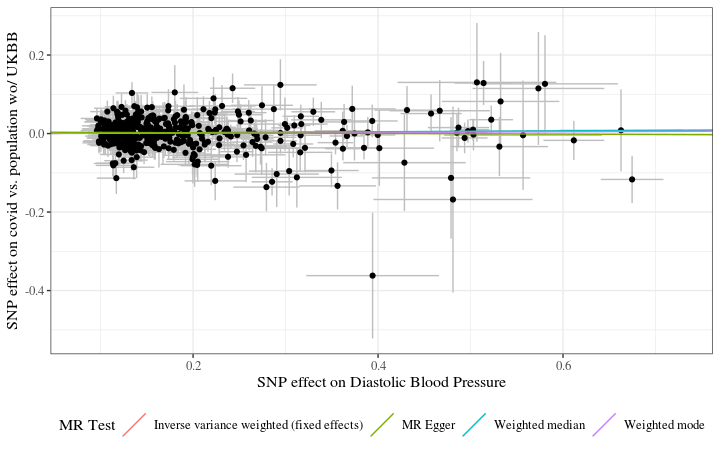 SNP effect on covid vs. population wo/ UKBB
0.2
0.0
-0.2
-0.4
0.2 0.4 0.6
SNP effect on Diastolic Blood Pressure
MR Test Inverse variance weighted (fixed effects) MR Egger Weighted median Weighted mode